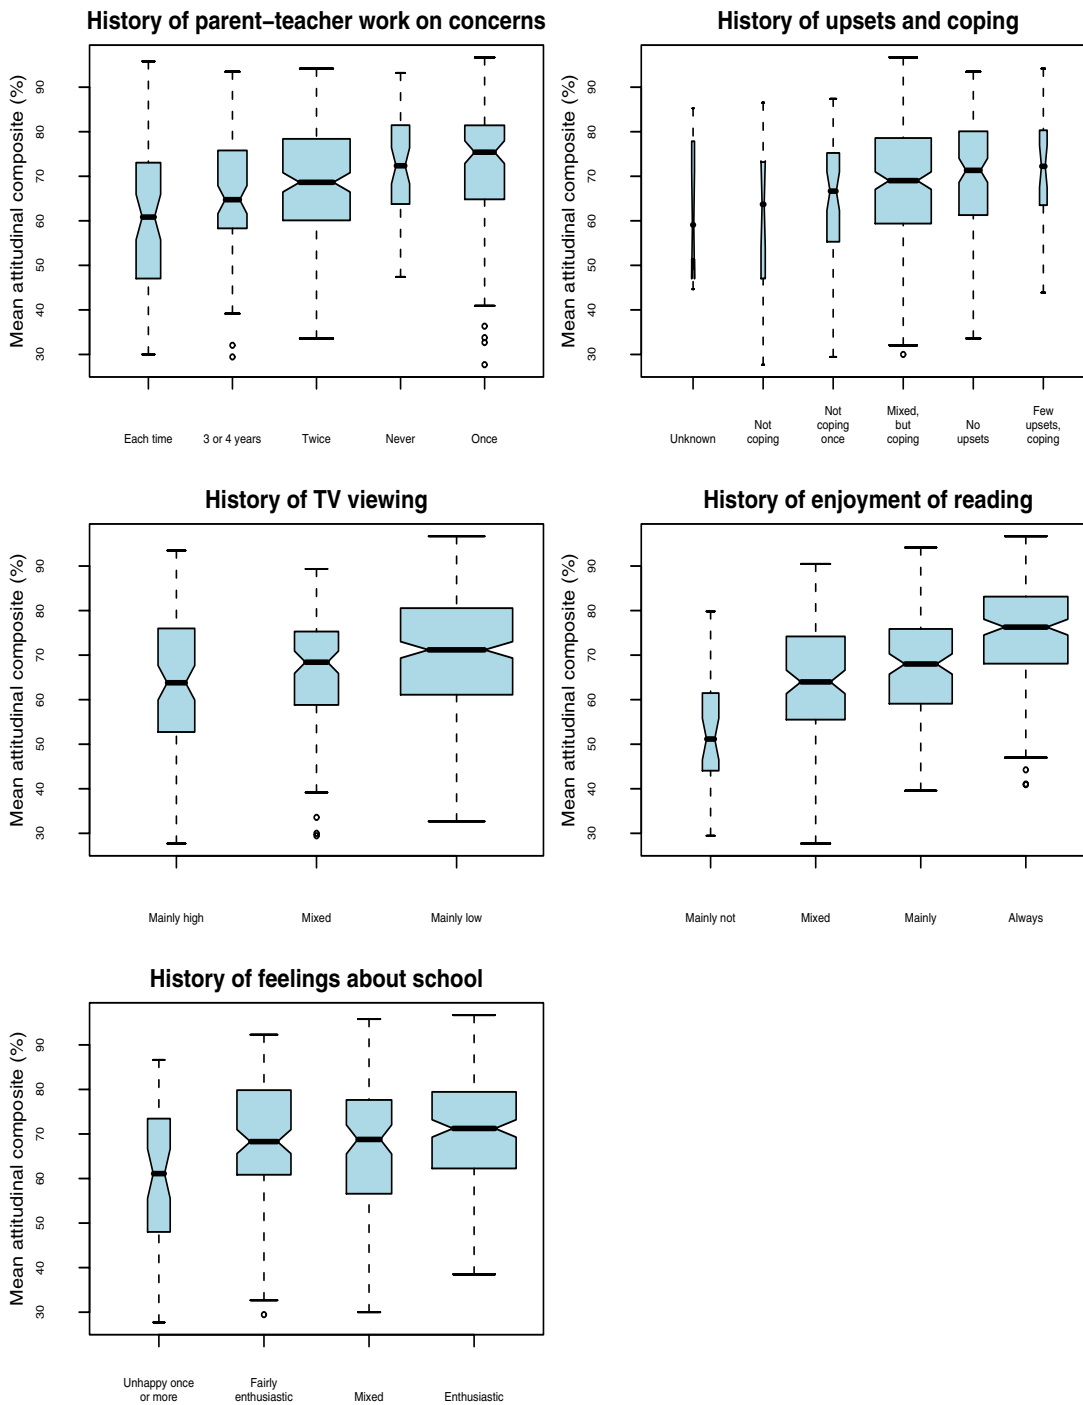 History of parent–teacher work on concerns
Mean attitudinal composite (%)
90
80
70
60
50
40
30
Each time
3 or 4 years
Twice
Never
Once
History of upsets and coping
Mean attitudinal composite (%)
90
80
70
60
50
40
30
Unknown
Not
coping
Not
coping
once
Mixed,
but
coping
No
upsets
Few
upsets,
coping
History of TV viewing
Mean attitudinal composite (%)
90
80
70
60
50
40
30
Mainly high
Mixed
Mainly low
History of enjoyment of reading
Mean attitudinal composite (%)
90
80
70
60
50
40
30
Mainly not
Mixed
Mainly
Always
History of feelings about school
Mean attitudinal composite (%)
90
80
70
60
50
40
30
Unhappy once
or more
Fairly
enthusiastic
Mixed
Enthusiastic